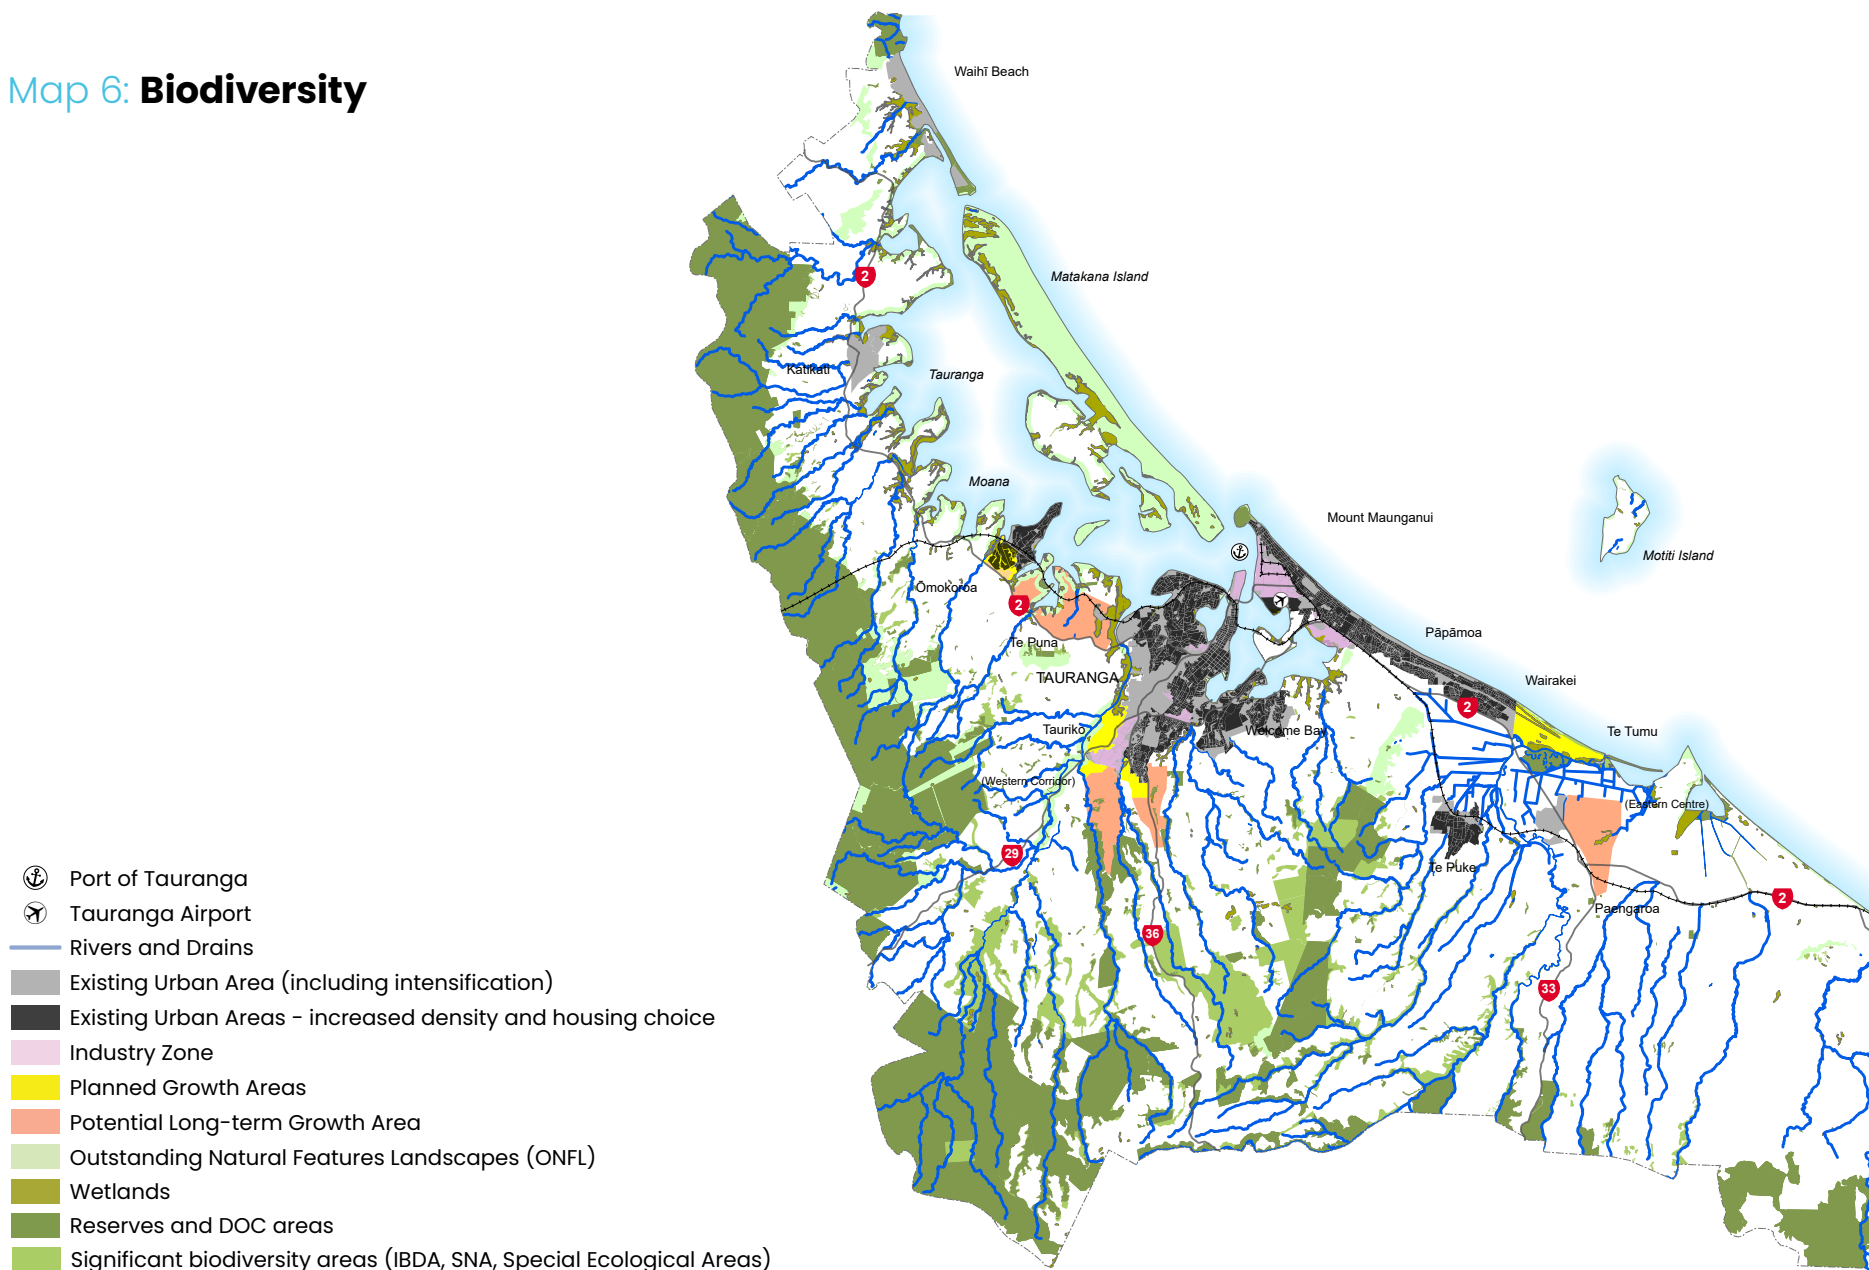 Map 6: Biodiversity
Waihī Beach
Matakana Island
2
Katikati
Tauranga
Moana
Mount Maunganui
Motiti Island
Ōmokoroa
2
Te Puna
Pāpāmoa
TAURANGA
Wairakei
2
Tauriko
Welcome Bay
Te Tumu
(Western Corridor)
(Eastern Centre)
29
Te Puke
2
Paengaroa
36
33
Port of Tauranga
Tauranga Airport
Rivers and Drains
Existing Urban Area (including intensification)
Existing Urban Areas - increased density and housing choice
Industry Zone
Planned Growth Areas
Potential Long-term Growth Area
Outstanding Natural Features Landscapes (ONFL)
Wetlands
Reserves and DOC areas
Significant biodiversity areas (IBDA, SNA, Special Ecological Areas)